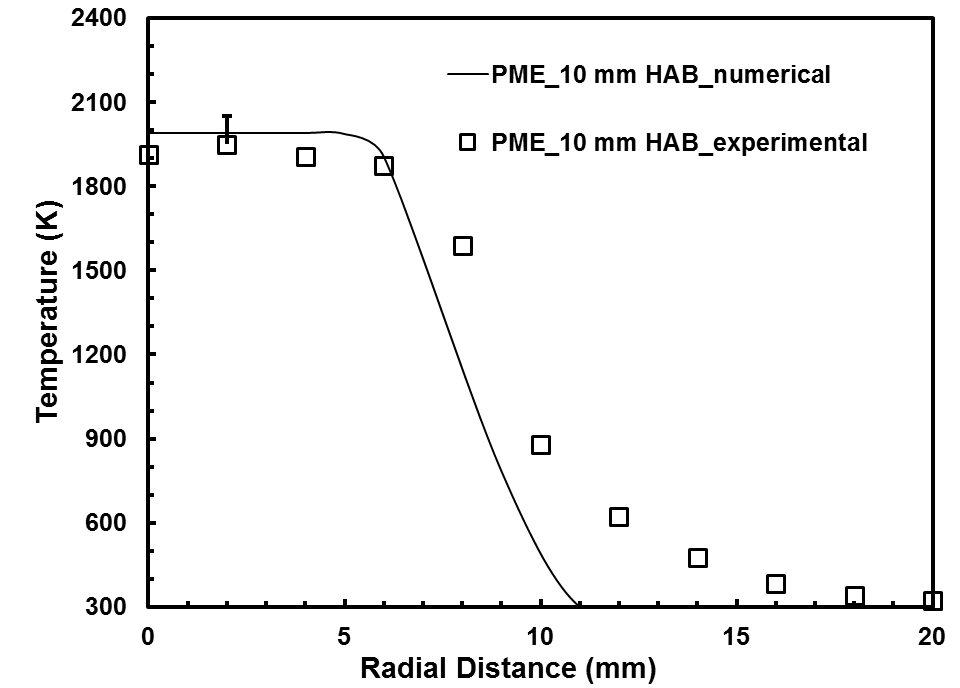 2400
2100
1800
1500
1200
900
600
300
Temperature (K)
PME_10 mm HAB_numerical
PME_10 mm HAB_experimental
0 5 10 15 20
Radial Distance (mm)